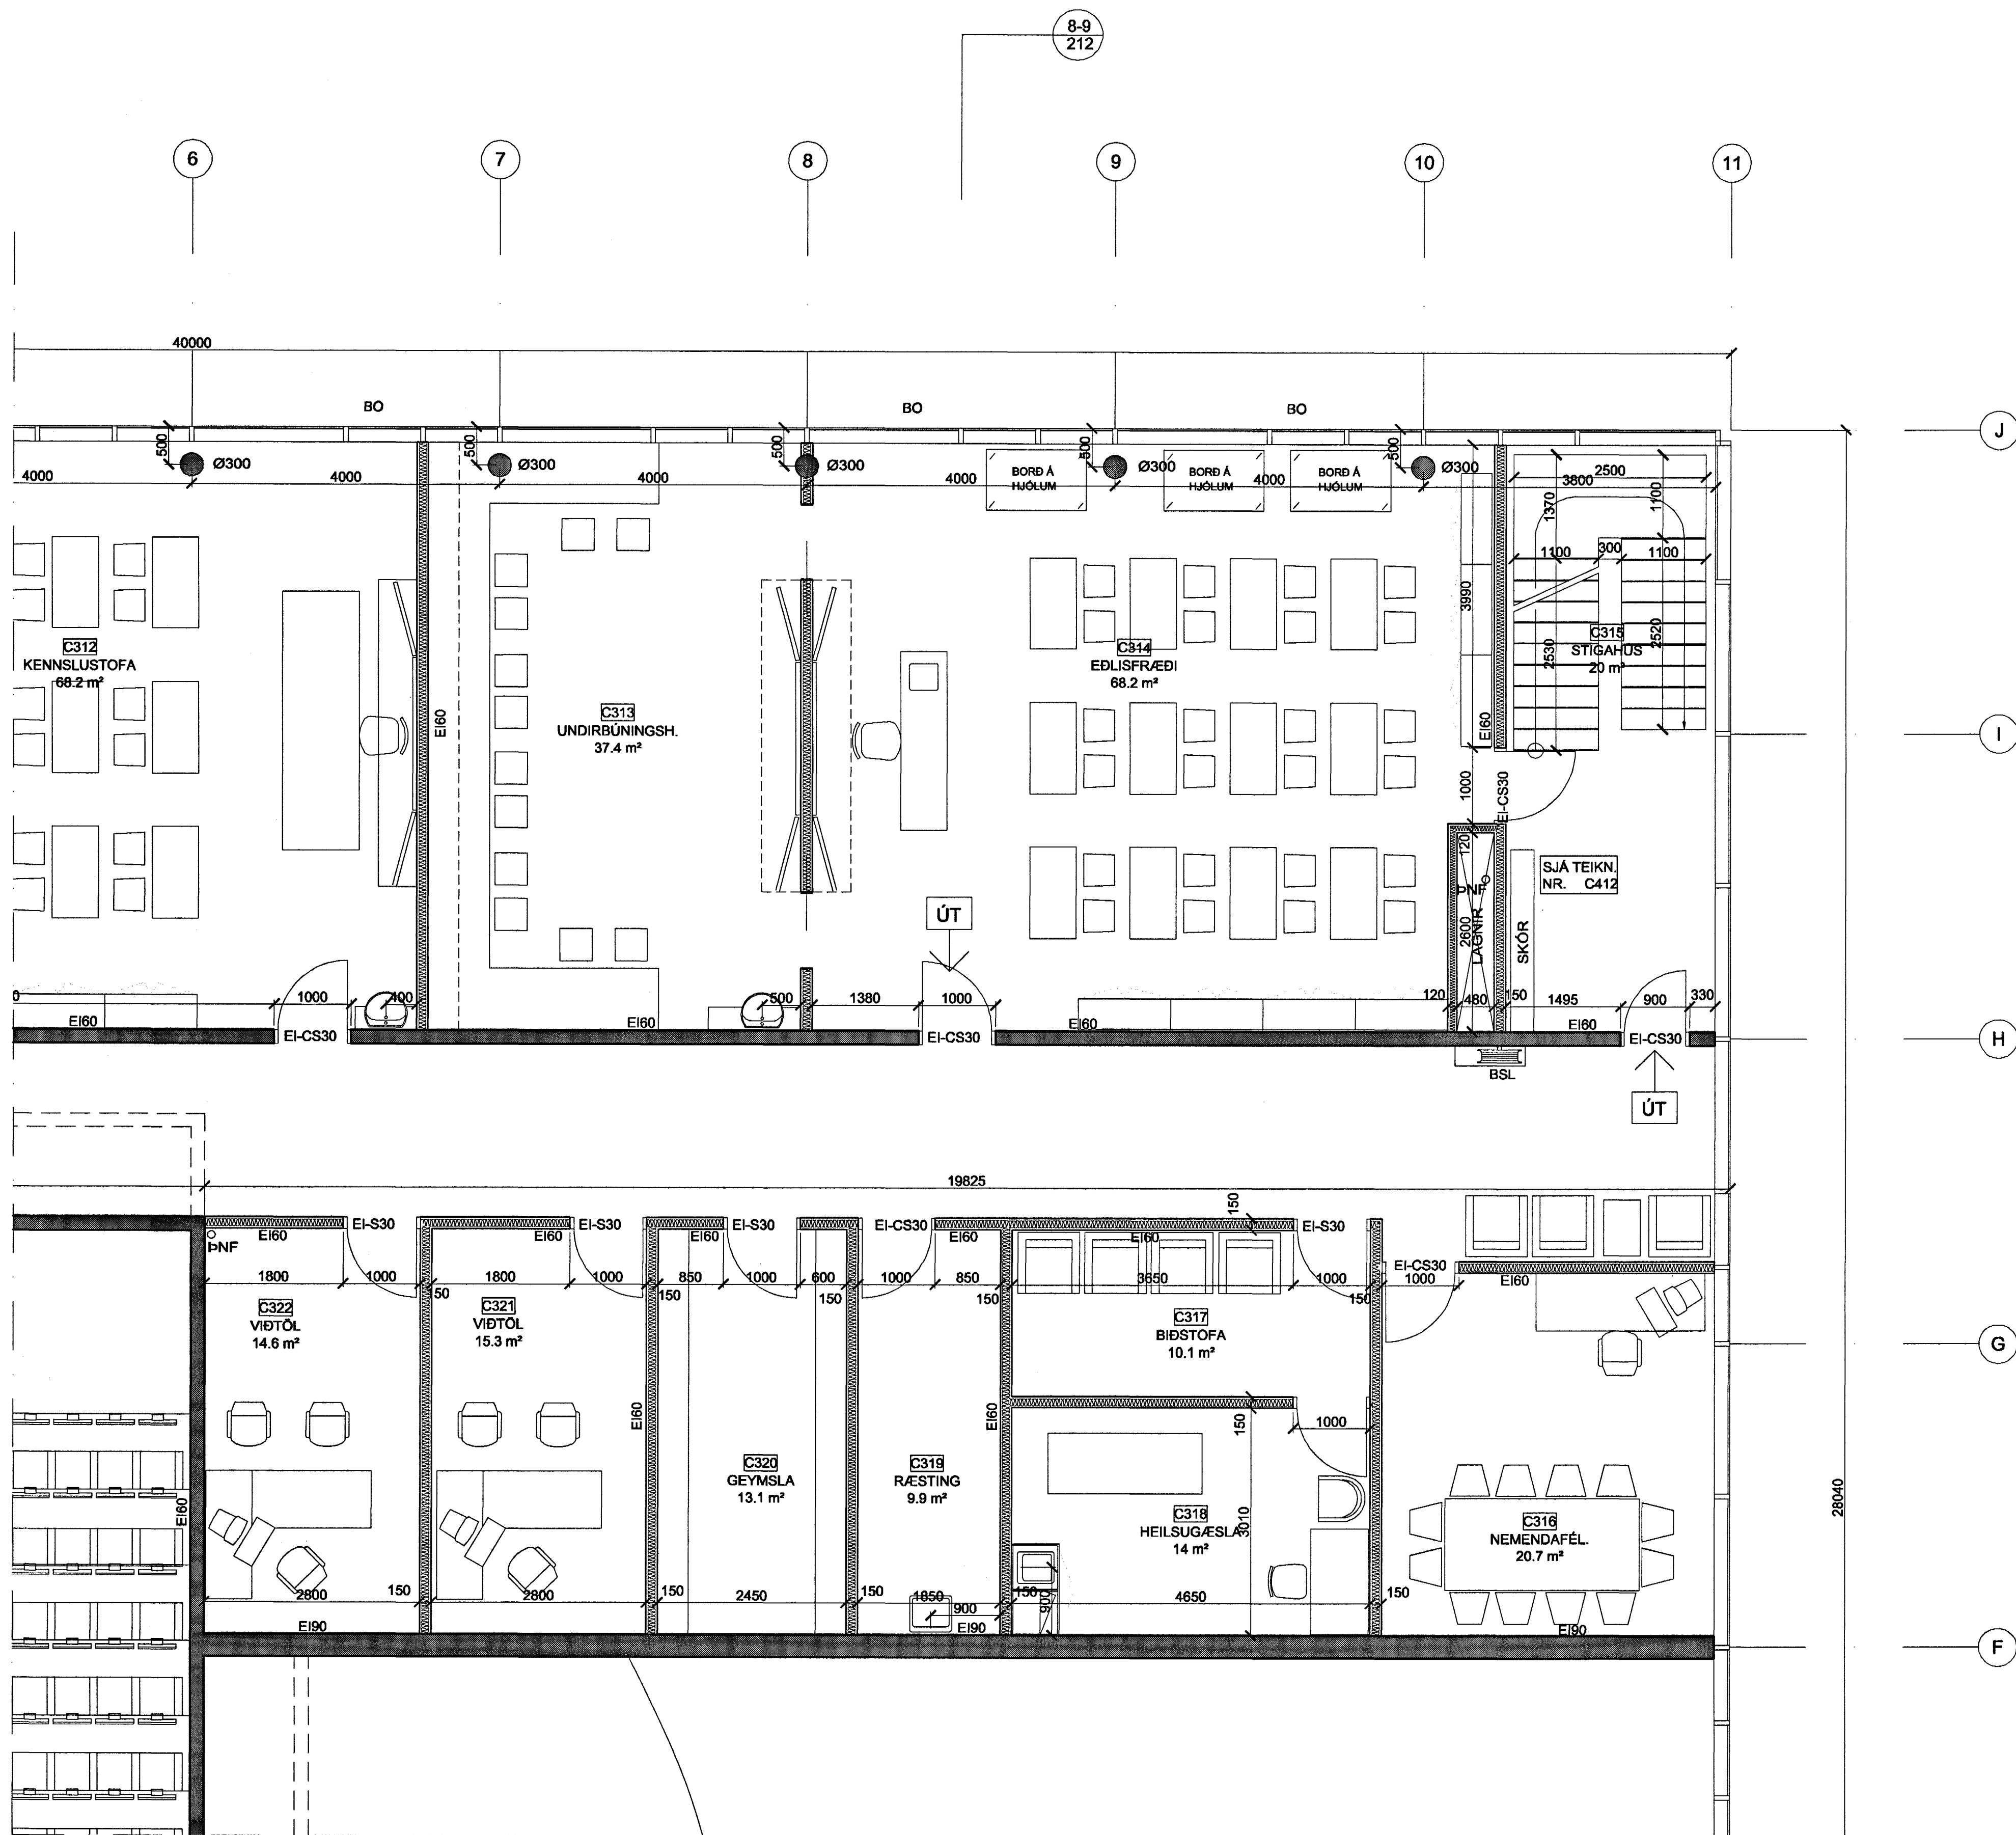 8-9
212
6
7
8
9
10
11
40000
BO
BO
BO
J
500
Ø300
500
Ø300
500
Ø300
500
Ø300
500
Ø300
4000
4000
4000
4000
4000
3800
2500
BORÐ Á
HJÓLUM
BORÐ Á
HJÓLUM
BORÐ Á
HJÓLUM
1370
1100
1100
300
1100
3990
2530
2520
C312
KENNSLUSTOFA
68.2 m²
EI60
C313
UNDIRBÚNINGSH.
37.4 m²
C314
EÐLISFRÆÐI
68.2 m²
C315
STIGAHÚS
20 m²
EI60
I
1000
EI-CS30
120
ÞNF
2600
LAGNIR
SKÓR
SJÁ TEIKN.
NR. C412
ÚT
0
1000
400
500
1380
1000
120
480
150
1495
900
330
EI60
EI-CS30
EI60
EI-CS30
EI60
EI60
EI-CS30
H
BSL
ÚT
19825
150
ÞNF
EI60
EI-S30
EI60
EI-S30
EI60
EI-S30
EI-CS30
EI60
EI60
EI-S30
EI-CS30
EI60
1800
1000
150
1800
1000
150
850
1000
600
150
1000
850
150
3650
1000
150
1000
C322
VIÐTÖL
14.6 m²
C321
VIÐTÖL
15.3 m²
C317
BIÐSTOFA
10.1 m²
G
EI60
EI60
150
1000
C320
GEYMSLA
13.1 m²
C319
RÆSTING
9.9 m²
C318
HEILSUGÆSLA
14 m²
3010
C316
NEMENDAFÉL.
20.7 m²
EI60
28040
2800
150
2800
150
2450
150
1850
150
900
900
4650
150
EI90
EI90
EI90
F